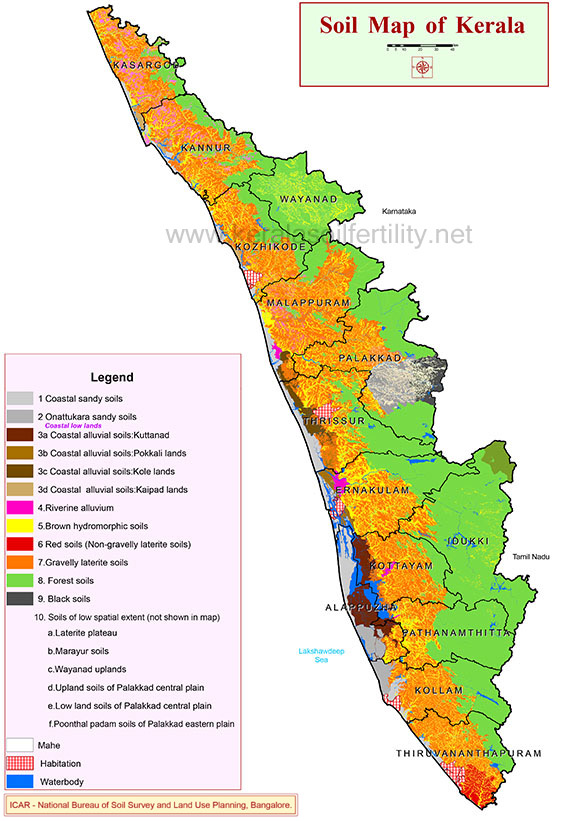 Soil Map of Kerala
KASARGOD
KANNUR
WAYANAD
Karnataka
www.keralasoilfertility.net
KOZHIKODE
MALAPPURAM
PALAKKAD
THRISSUR
ERNAKULAM
IDUKKI
Tamil Nadu
KOTTAYAM
ALAPPUZHA
PATHANAMTHITTA
Lakshawdeep
Sea
KOLLAM
THIRUVANANTHAPURAM
Legend
1 Coastal sandy soils
2 Onattukara sandy soils
Coastal low lands
3a Coastal alluvial soils:Kuttanad
3b Coastal alluvial soils:Pokkali lands
3c Coastal alluvial soils:Kole lands
3d Coastal alluvial soils:Kaipad lands
4.Riverine alluvium
5.Brown hydromorphic soils
6 Red soils (Non-gravelly laterite soils)
7.Gravelly laterite soils
8. Forest soils
9. Black soils
10. Soils of low spatial extent (not shown in map)
a.Laterite plateau
b.Marayur soils
c.Wayanad uplands
d.Upland soils of Palakkad central plain
e.Low land soils of Palakkad central plain
f.Poonthal padam soils of Palakkad eastern plain
Mahe
Habitation
Waterbody
ICAR - National Bureau of Soil Survey and Land Use Planning, Bangalore.